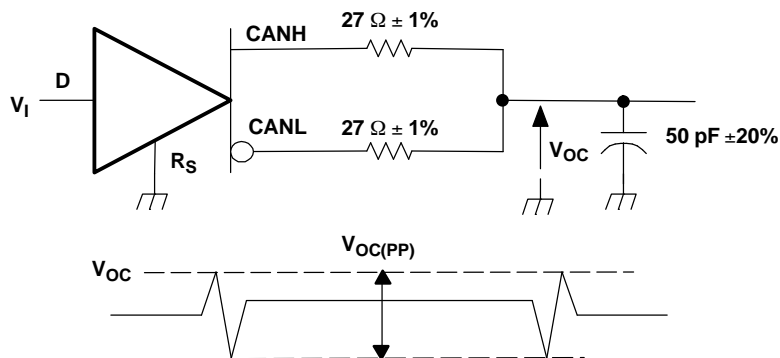 CANH
27 Ω ± 1%
D
VI
CANL
27 Ω ± 1%
RS
VOC
50 pF ±20%
VOC(PP)
VOC